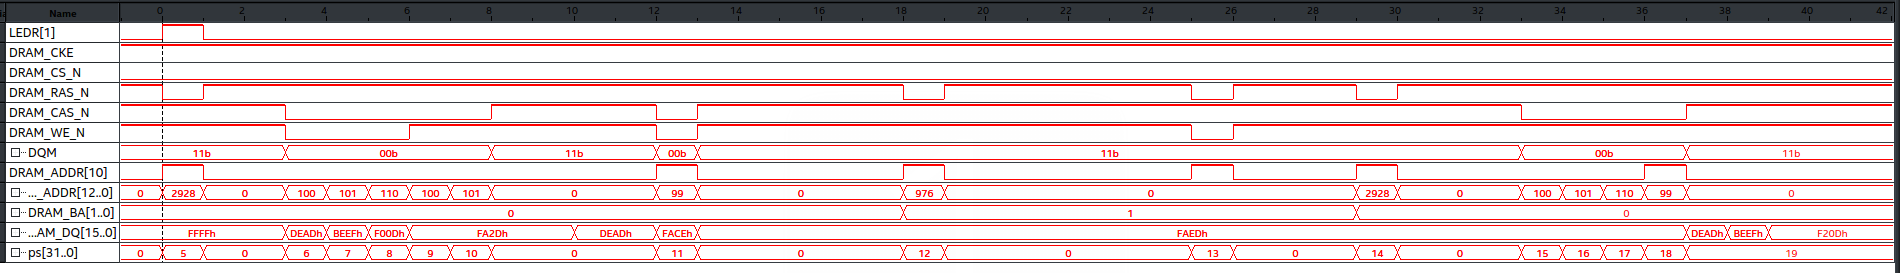 Name 0 2 4 6 8 10 12 14 16 18 20 22 24 26 28 30 32 34 36 38 40 42
LEDR[1]
DRAM_CKE
DRAM_CS_N
DRAM_RAS_N
DRAM_CAS_N
DRAM_WE_N
DQM 11b 00b 11b 00b 11b 00b 11b
DRAM_ADDR[10]
..._ADDR[12..0] 0 2928 0 100 101 110 100 101 0 99 0 976 0 2928 0 100 101 110 99 0
DRAM_BA[1..0] 0 1 0
...AM_DQ[15..0] FFFFh DEADh BEEFh F00Dh FA2Dh DEADh FACEh FAEDh DEADh BEEFh F20Dh
ps[31..0] 0 5 0 6 7 8 9 10 0 11 0 12 0 13 0 14 0 15 16 17 18 19